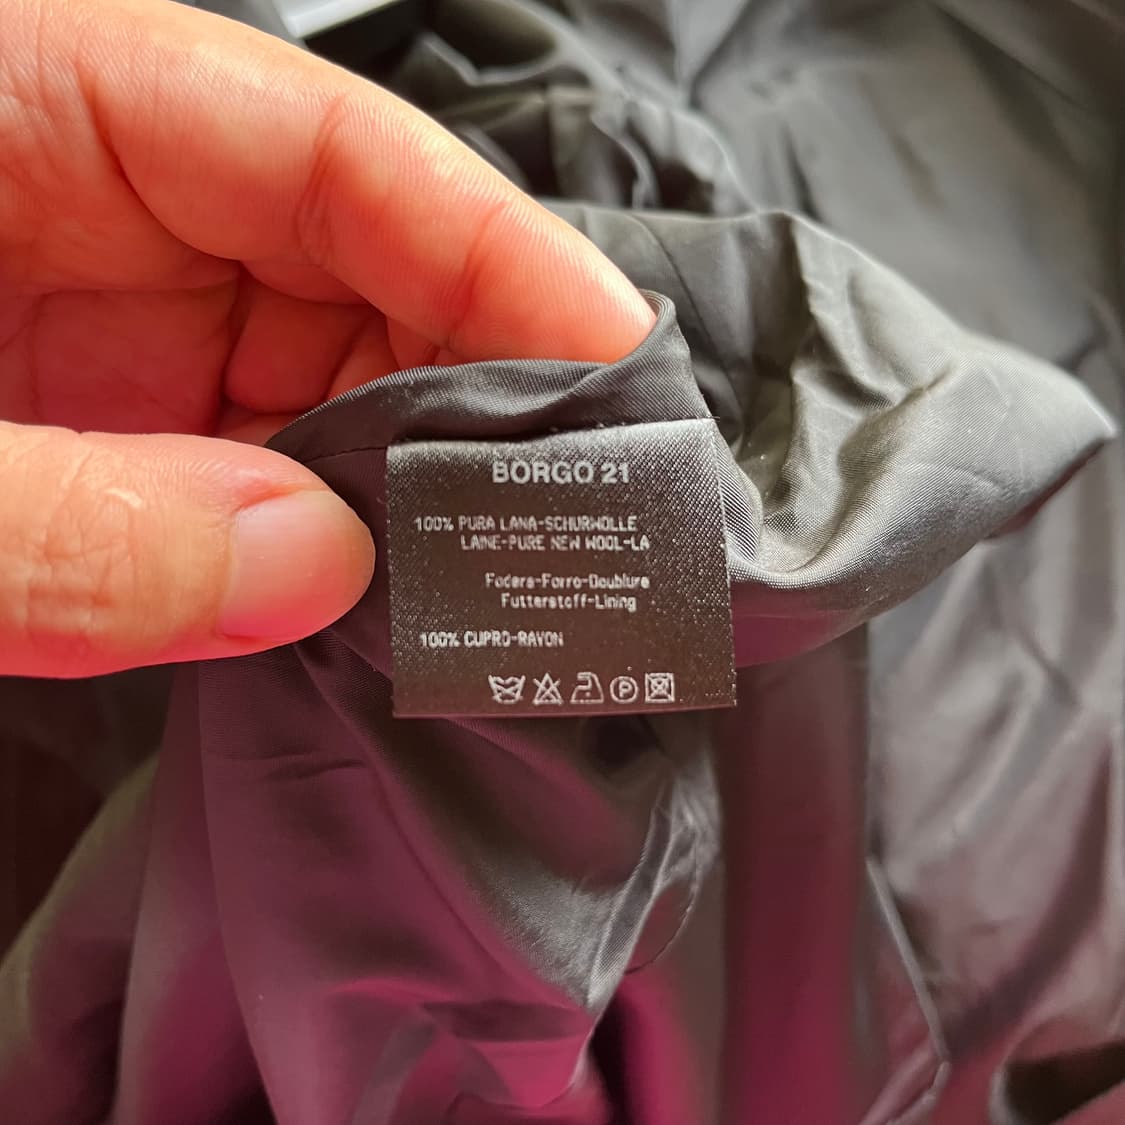 BORGO 21
100% PURA LANA-SCHURWOLLE
LAINE-PURE NEW WOOL-LA
Fodera-Forro-Doublure
Futterstoff-Lining
100% CUPRO-RAYON
P